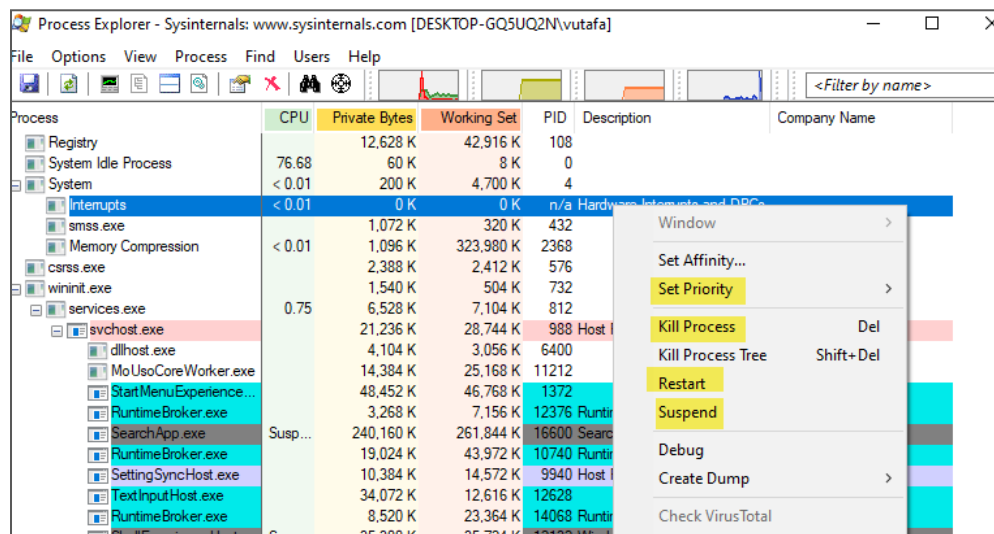 Process Explorer - Sysinternals: www.sysinternals.com [DESKTOP-GQ5UQ2N\vutafa]
File Options View Process Find Users Help
<Filter by name>
Process CPU Private Bytes Working Set PID Description Company Name
Registry 12,628 K 42,916 K 108
System Idle Process 76.68 60 K 8 K 0
System < 0.01 200 K 4,700 K 4
Interrupts < 0.01 0 K 0 K n/a Hardware Interrupts and DPCs
smss.exe 1,072 K 320 K 432
Memory Compression < 0.01 1,096 K 323,980 K 2368
csrss.exe 2,388 K 2,412 K 576
wininit.exe 1,540 K 504 K 732
services.exe 0.75 6,528 K 7,104 K 812
svchost.exe 21,236 K 28,744 K 988 Host
dllhost.exe 4,104 K 3,056 K 6400
MoUsoCoreWorker.exe 14,384 K 25,168 K 11212
StartMenuExperience... 48,452 K 46,768 K 1372
RuntimeBroker.exe 3,268 K 7,156 K 12376 Runtin
SearchApp.exe Susp... 240,160 K 261,844 K 16600 Searc
RuntimeBroker.exe 19,024 K 43,972 K 10740 Runtin
SettingSyncHost.exe 10,384 K 14,572 K 9940 Host
TextInputHost.exe 34,072 K 12,616 K 12628
RuntimeBroker.exe 8,520 K 23,364 K 14068 Runtin
Window
Set Affinity...
Set Priority
Kill Process Del
Kill Process Tree Shift+Del
Restart
Suspend
Debug
Create Dump
Check VirusTotal